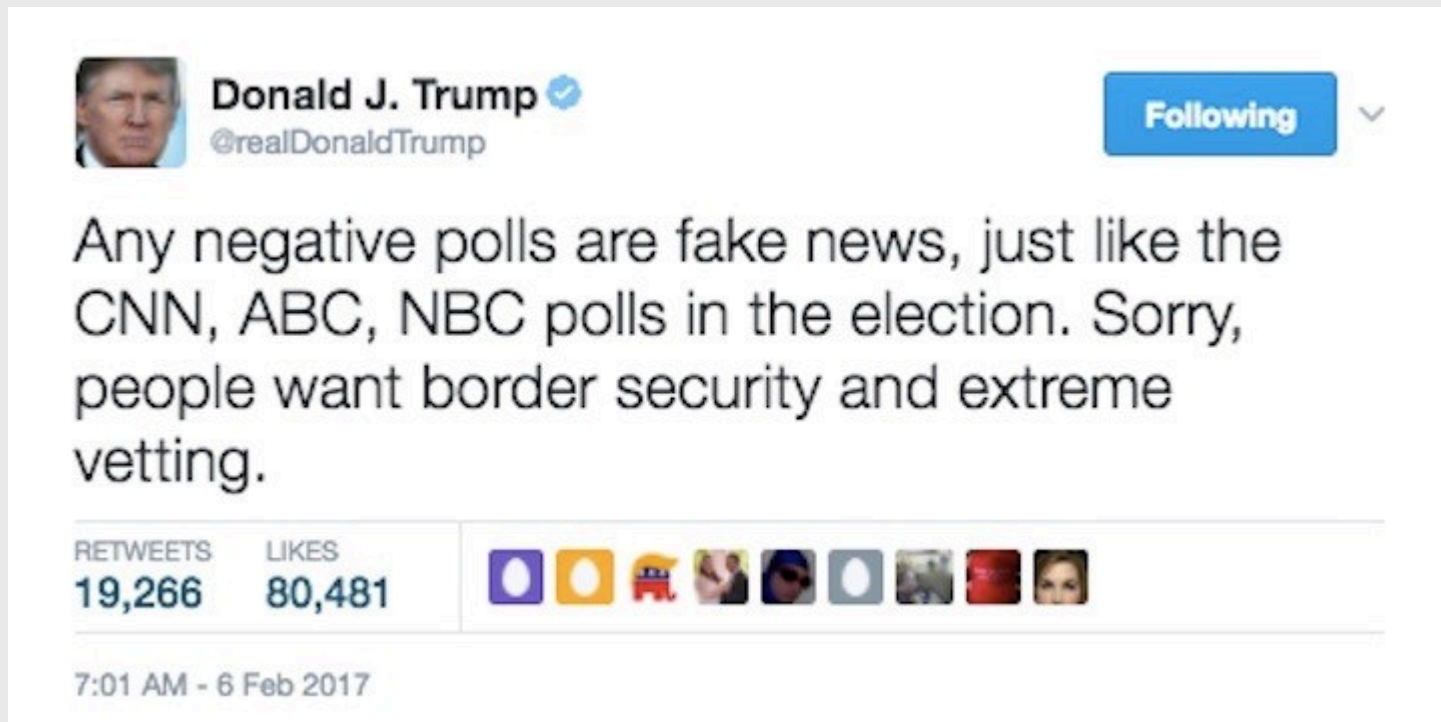 Donald J. Trump
@realDonaldTrump
Following
Any negative polls are fake news, just like the
CNN, ABC, NBC polls in the election. Sorry,
people want border security and extreme
vetting.
RETWEETS LIKES
19,266 80,481
7:01 AM - 6 Feb 2017